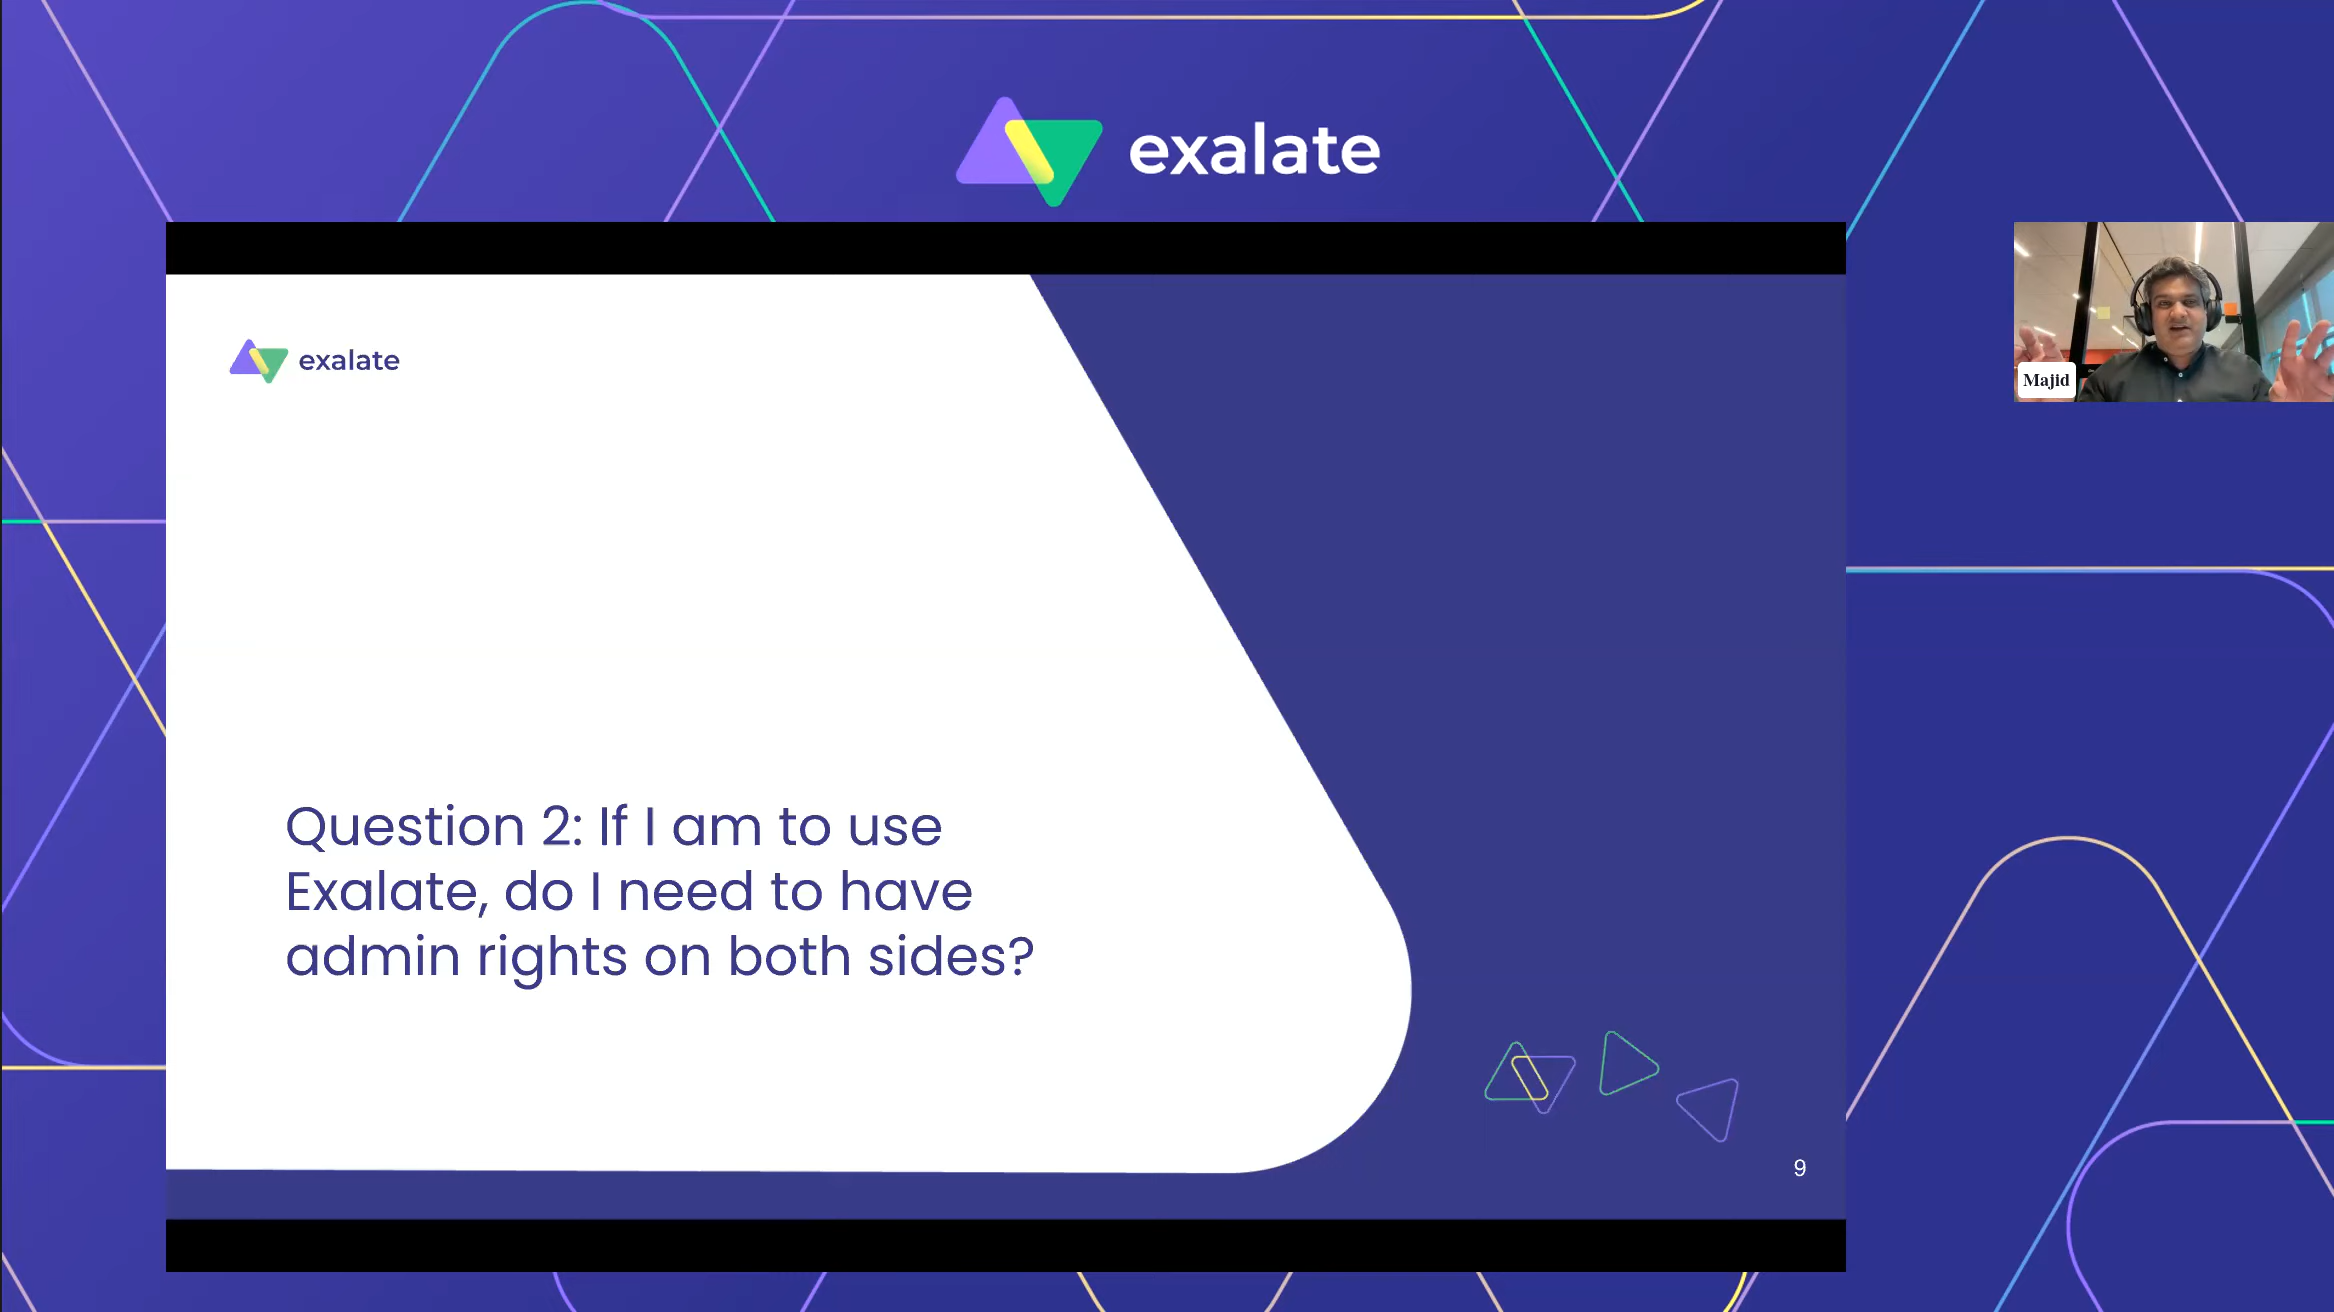 exalate
exalate
Majid
Question 2: If I am to use
Exalate, do I need to have
admin rights on both sides?
9